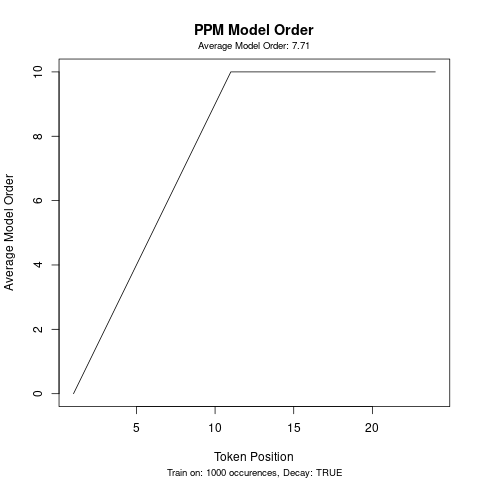 PPM Model Order
Average Model Order: 7.71
Average Model Order
10
8
6
4
2
0
5 10 15 20
Token Position
Train on: 1000 occurences, Decay: TRUE